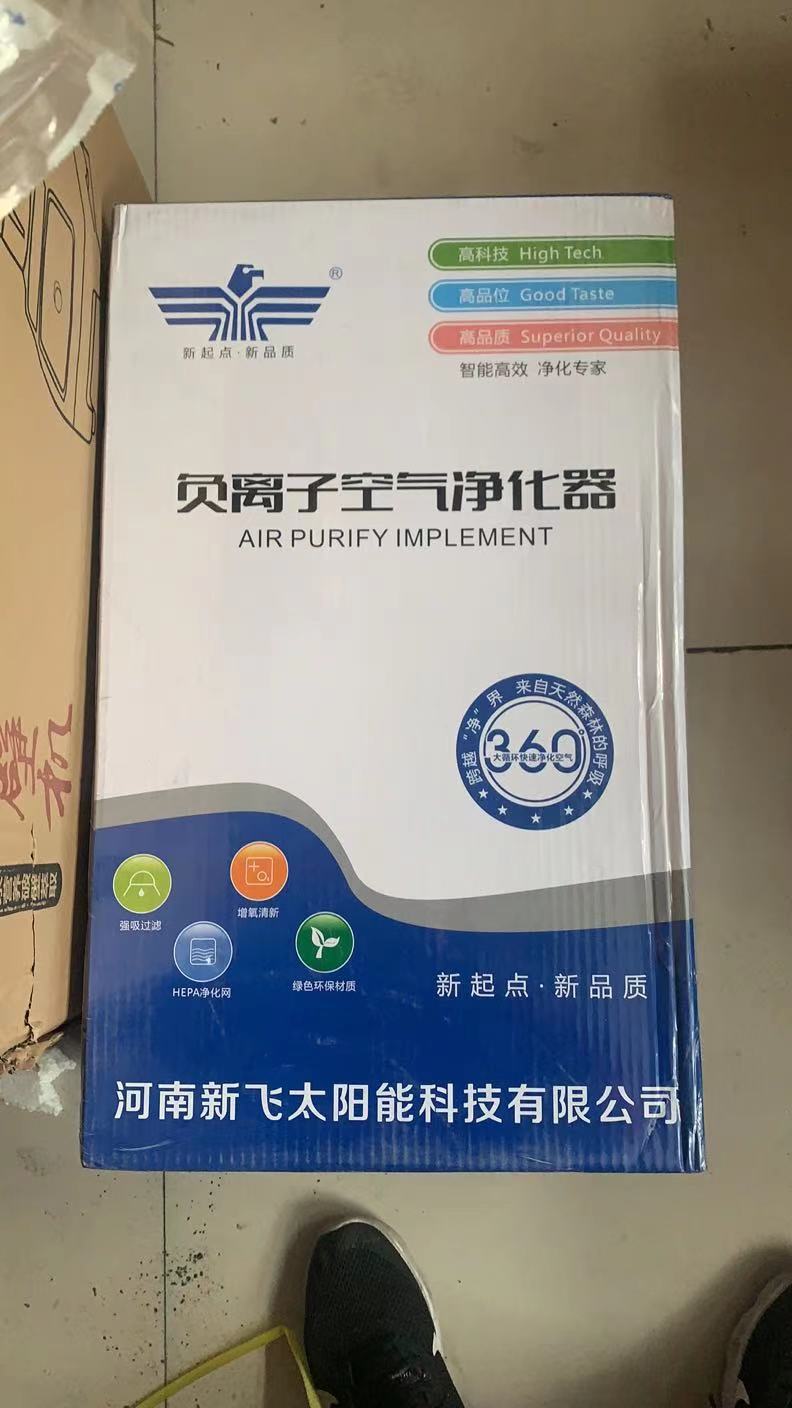 ®
新起点·新品质
高科技 High Tech
高品位 Good Taste
高品质 Superior Quality
智能高效 净化专家
负离子空气净化器
AIR PURIFY IMPLEMENT
跨越"净"界 来自天然森林的呼吸
360°
大循环快速净化空气
强吸过滤
增氧清新
HEPA净化网
绿色环保材质
新起点·新品质
河南新飞太阳能科技有限公司
壁机